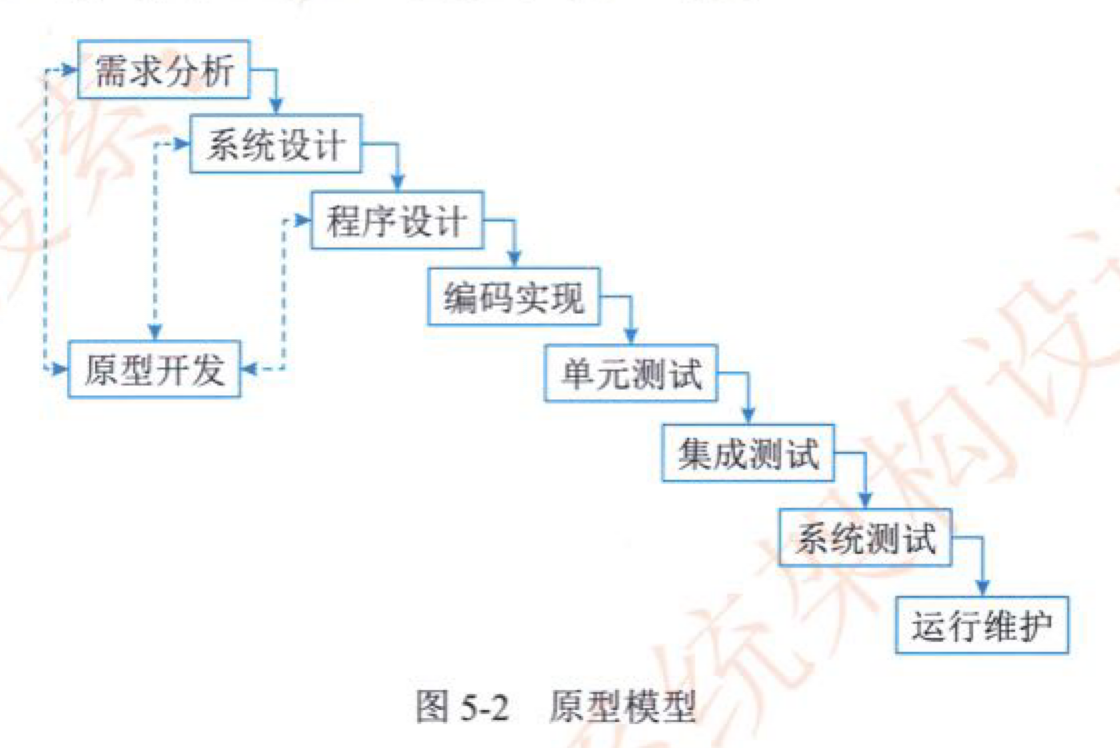 需求分析
系统设计
程序设计
编码实现
原型开发
单元测试
集成测试
系统测试
运行维护
图 5-2 原型模型